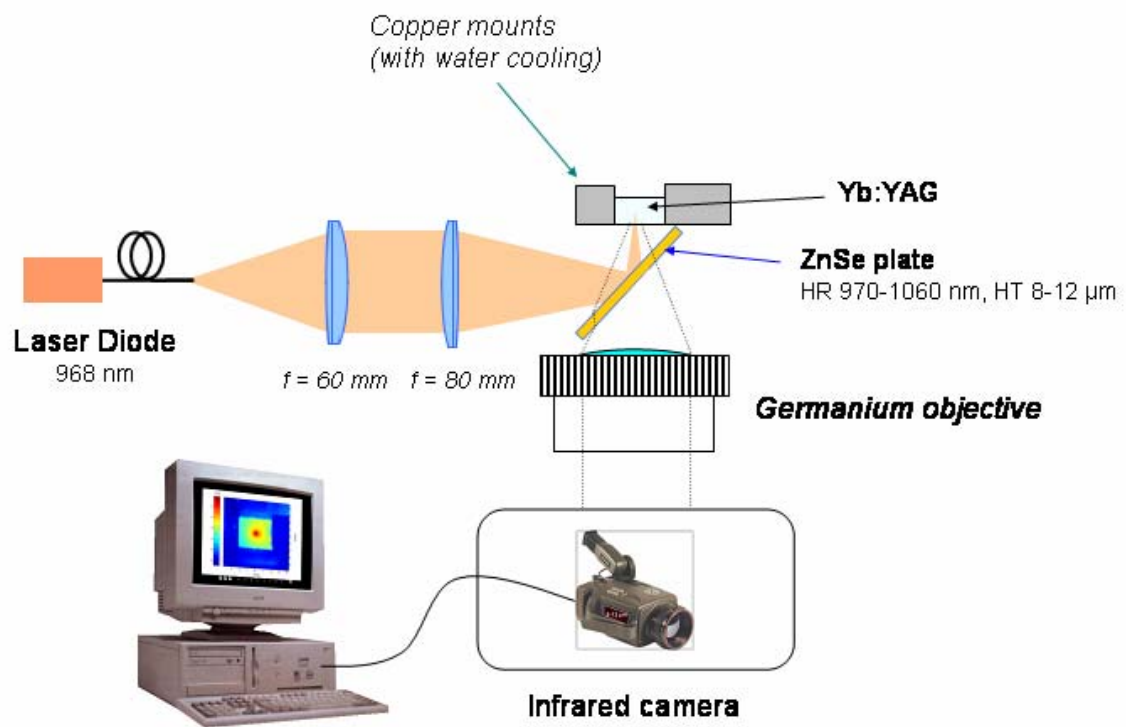 Copper mounts
(with water cooling)
Yb:YAG
ZnSe plate
HR 970-1060 nm, HT 8-12 µm
Laser Diode
968 nm
f = 60 mm
f = 80 mm
Germanium objective
Infrared camera